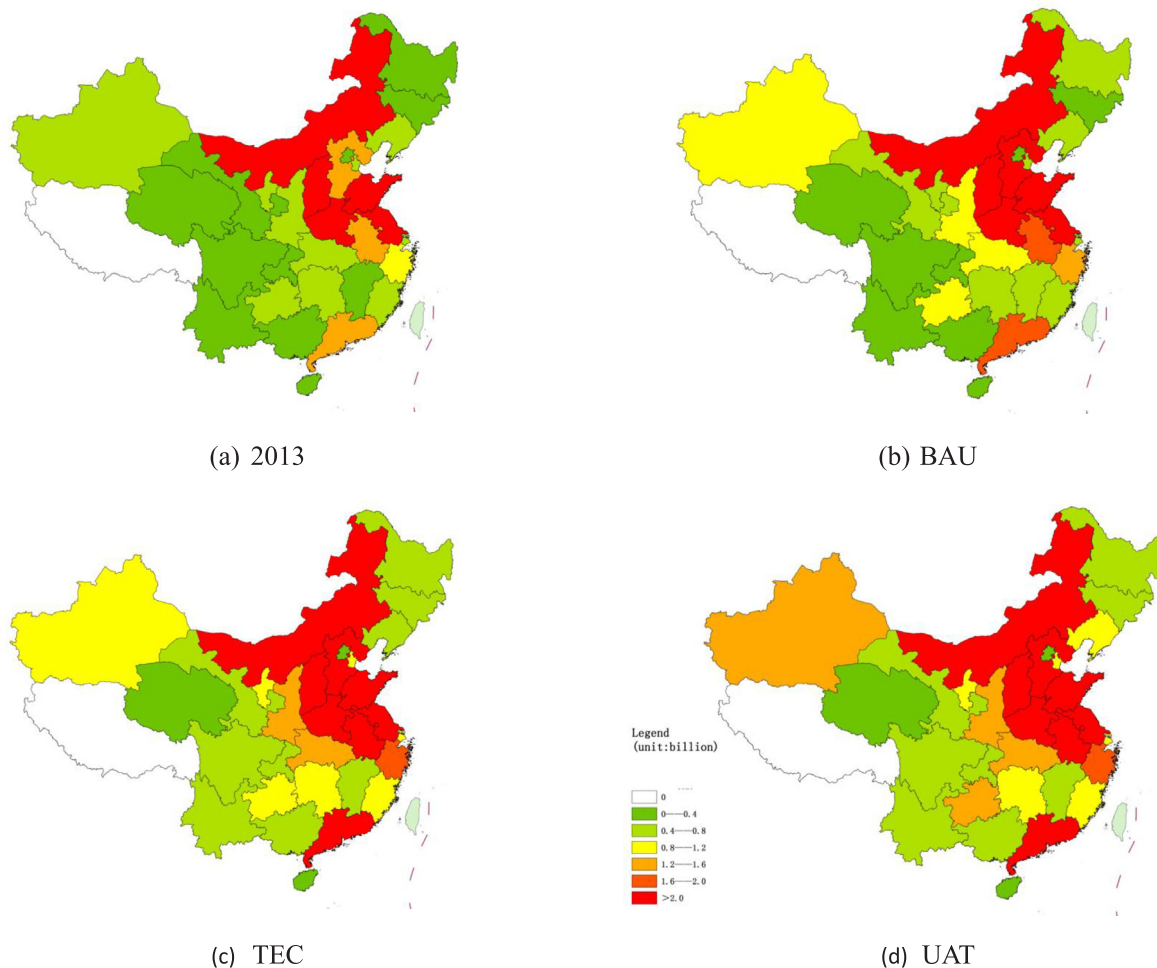 (a) 2013
(b) BAU
Legend
(unit:billion)
0
0——0.4
0.4——0.8
0.8——1.2
1.2——1.6
1.6——2.0
>2.0
(c) TEC
(d) UAT